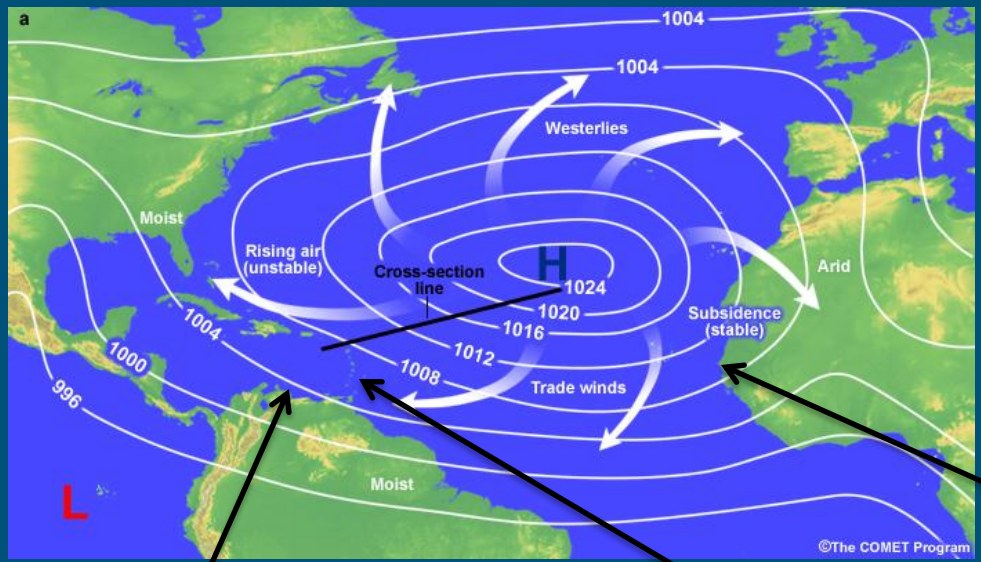 a
1004
1004
Westerlies
Moist
Rising air
(unstable)
Cross-section
line
H
1024
1020
1016
1012
1008
1004
1000
996
Subsidence
(stable)
Arid
Trade winds
Moist
L
©The COMET Program